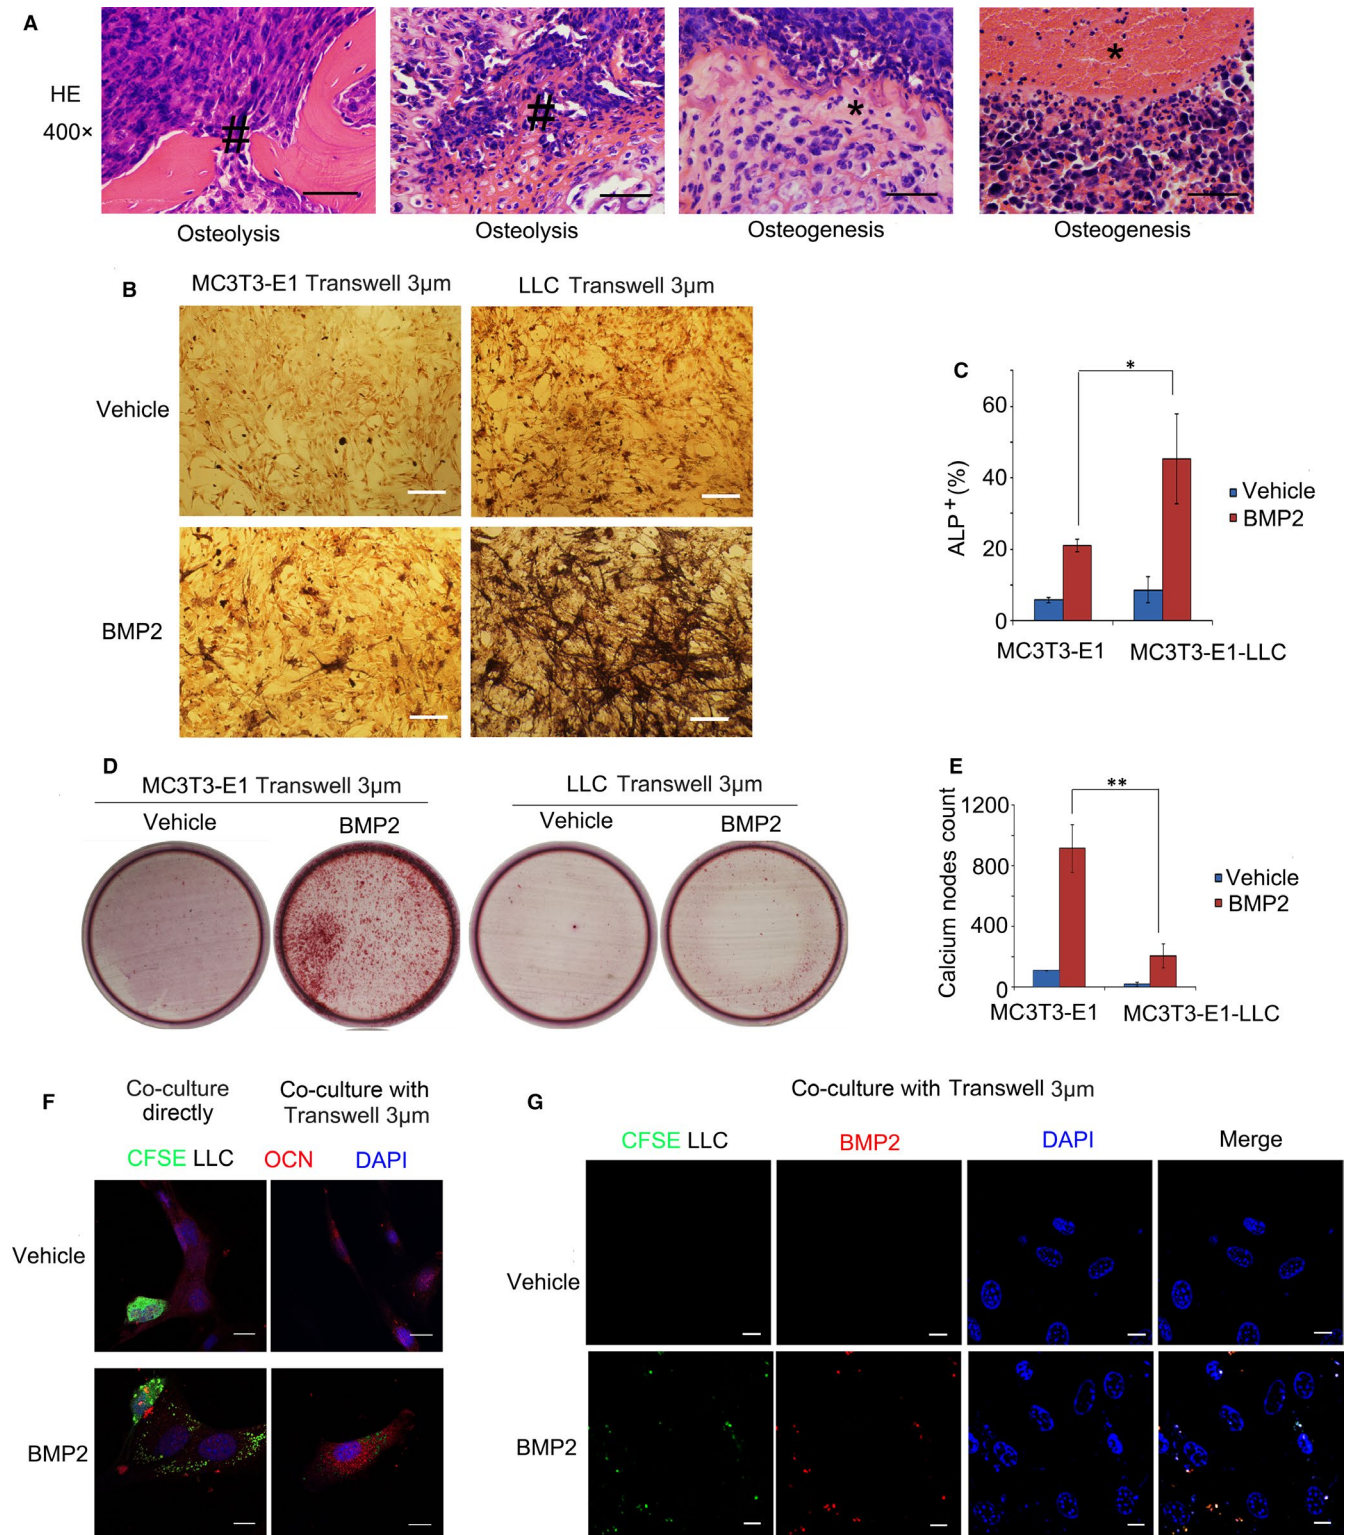 A
HE
400×
#
#
*
*
Osteolysis
Osteolysis
Osteogenesis
Osteogenesis
B
MC3T3-E1 Transwell 3µm
LLC Transwell 3µm
Vehicle
BMP2
C
*
60
40
20
0
ALP+ (%)
MC3T3-E1
MC3T3-E1-LLC
Vehicle
BMP2
D
MC3T3-E1 Transwell 3µm
LLC Transwell 3µm
Vehicle
BMP2
Vehicle
BMP2
E
**
1200
800
400
0
Calcium nodes count
MC3T3-E1
MC3T3-E1-LLC
Vehicle
BMP2
F
Co-culture
directly
Co-culture with
Transwell 3µm
CFSE LLC
OCN
DAPI
Vehicle
BMP2
G
Co-culture with Transwell 3µm
CFSE LLC
BMP2
DAPI
Merge
Vehicle
BMP2